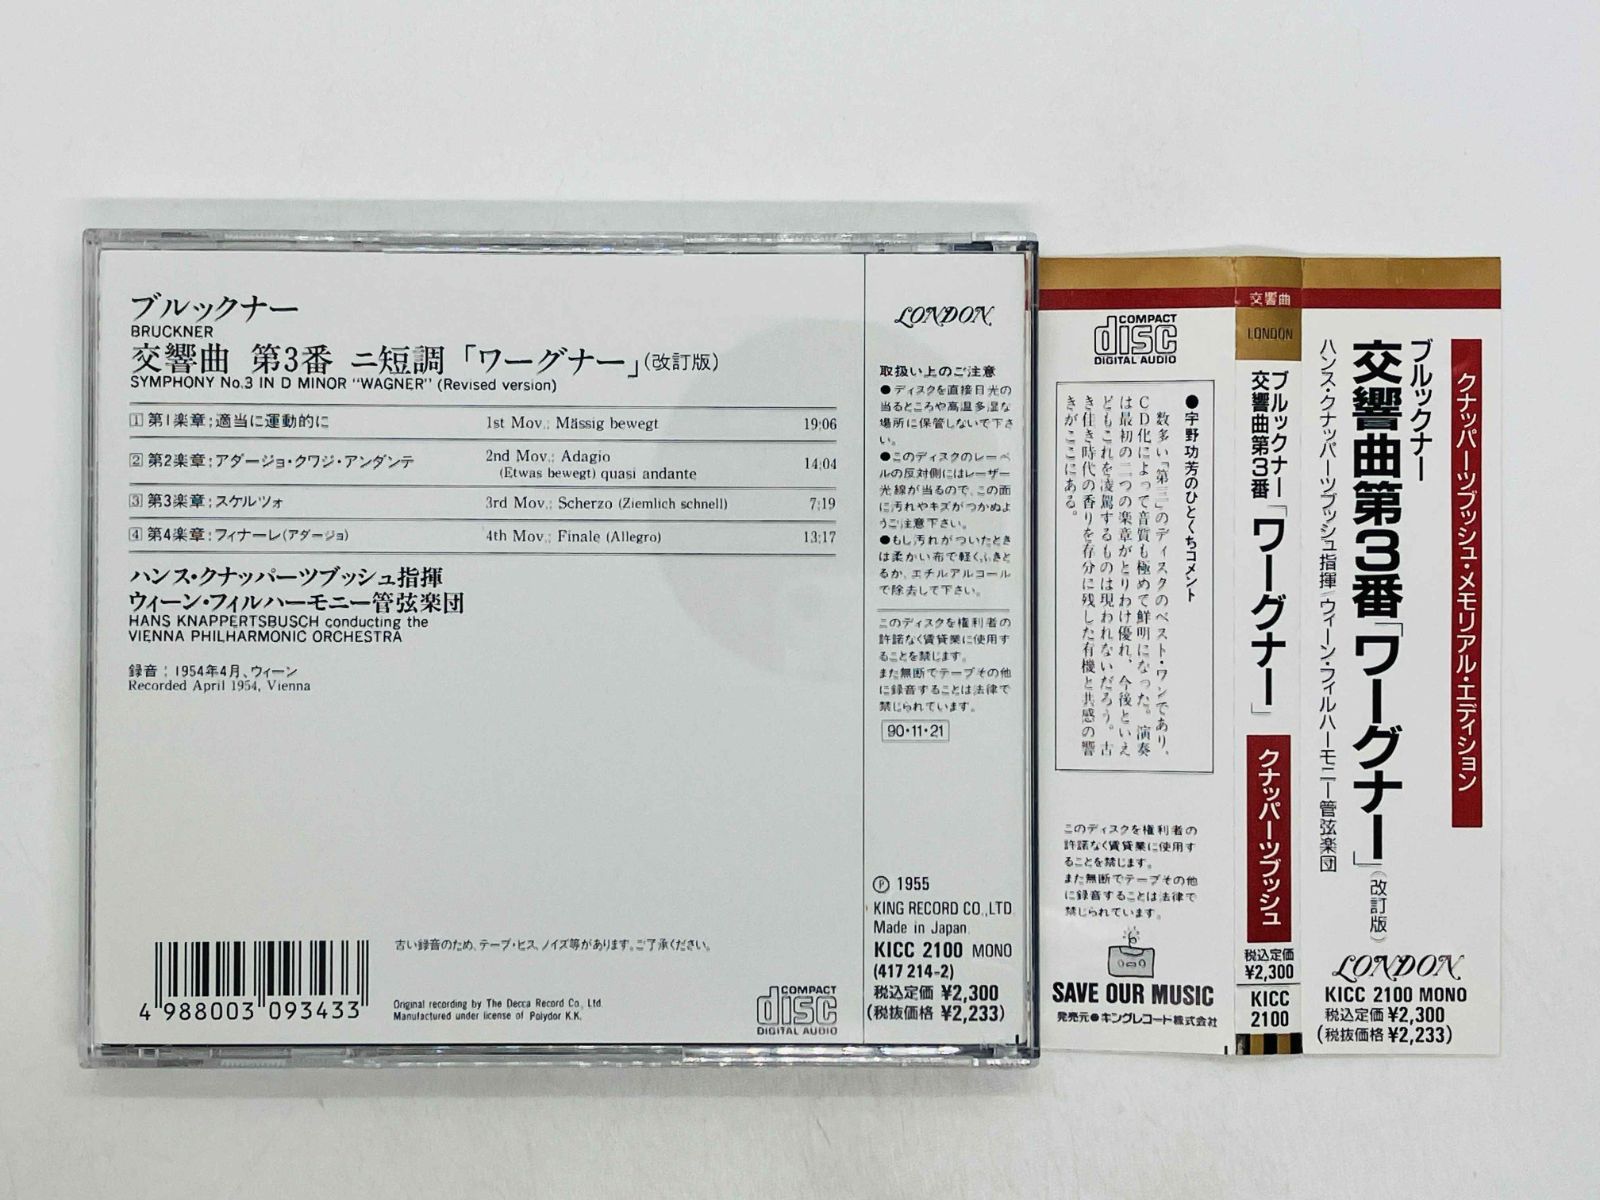 ブルックナー
BRUCKNER
交響曲 第3番 ニ短調「ワーグナー」(改訂版)
SYMPHONY No.3 IN D MINOR "WAGNER" (Revised version)
1 第1楽章;適当に運動的に 1st Mov.; Mässig bewegt 19:06
2 第2楽章;アダージョ・クワジ・アンダンテ 2nd Mov.; Adagio (Etwas bewegt) quasi andante 14:04
3 第3楽章;スケルツォ 3rd Mov.; Scherzo (Ziemlich schnell) 7:19
4 第4楽章;フィナーレ(アダージョ) 4th Mov.; Finale (Allegro) 13:17
ハンス・クナッパーツブッシュ指揮
ウィーン・フィルハーモニー管弦楽団
HANS KNAPPERTSBUSCH conducting the
VIENNA PHILHARMONIC ORCHESTRA
録音:1954年4月、ウィーン
Recorded April 1954, Vienna
古い録音のため、テープ・ヒス、ノイズ等があります。ご了承ください。
4 988003 093433
Original recording by The Decca Record Co., Ltd.
Manufactured under license of Polydor K.K.
COMPACT
disc
DIGITAL AUDIO
LONDON
取扱い上のご注意
●ディスクを直接日光の
当るところや高温多湿な
場所に保管しないで下さ
い。
●このディスクのレーベ
ルの反対側にはレーザー
光線が当るので、この面
に汚れやキズがつかぬよ
うご注意下さい。
●もし汚れがついたとき
は柔かい布で軽くふきと
るか、エチルアルコール
で除去して下さい。
このディスクを権利者の
許諾なく賃貸業に使用す
ることを禁じます。
また無断でテープその他
に録音することは法律で
禁じられています。
90・11・21
Ⓟ 1955
KING RECORD CO.,LTD.
Made in Japan
KICC 2100 MONO
(417 214-2)
税込定価 ¥2,300
(税抜価格 ¥2,233)
COMPACT
disc
DIGITAL AUDIO
●宇野功芳のひとくちコメント
数多い「第三」のディスクのベスト・ワンであり、
CD化によって音質も極めて鮮明になった。演奏
は最初の二つの楽章がとりわけ優れ、今後といえ
どもこれを凌駕するものは現われないだろう。古
き佳き時代の香りを存分に残した有機と共感の響
きがここにある。
このディスクを権利者の
許諾なく賃貸業に使用す
ることを禁じます。
また無断でテープその他
に録音することは法律で
禁じられています。
SAVE OUR MUSIC
発売元●キングレコード株式会社
交響曲
LONDON
ブルックナー
交響曲第3番「ワーグナー」
クナッパーツブッシュ
税込定価
¥2,300
KICC
2100
クナッパーツブッシュ・メモリアル・エディション
ブルックナー
交響曲第3番「ワーグナー」(改訂版)
ハンス・クナッパーツブッシュ指揮/ウィーン・フィルハーモニー管弦楽団
LONDON
KICC 2100 MONO
税込定価 ¥2,300
(税抜価格 ¥2,233)